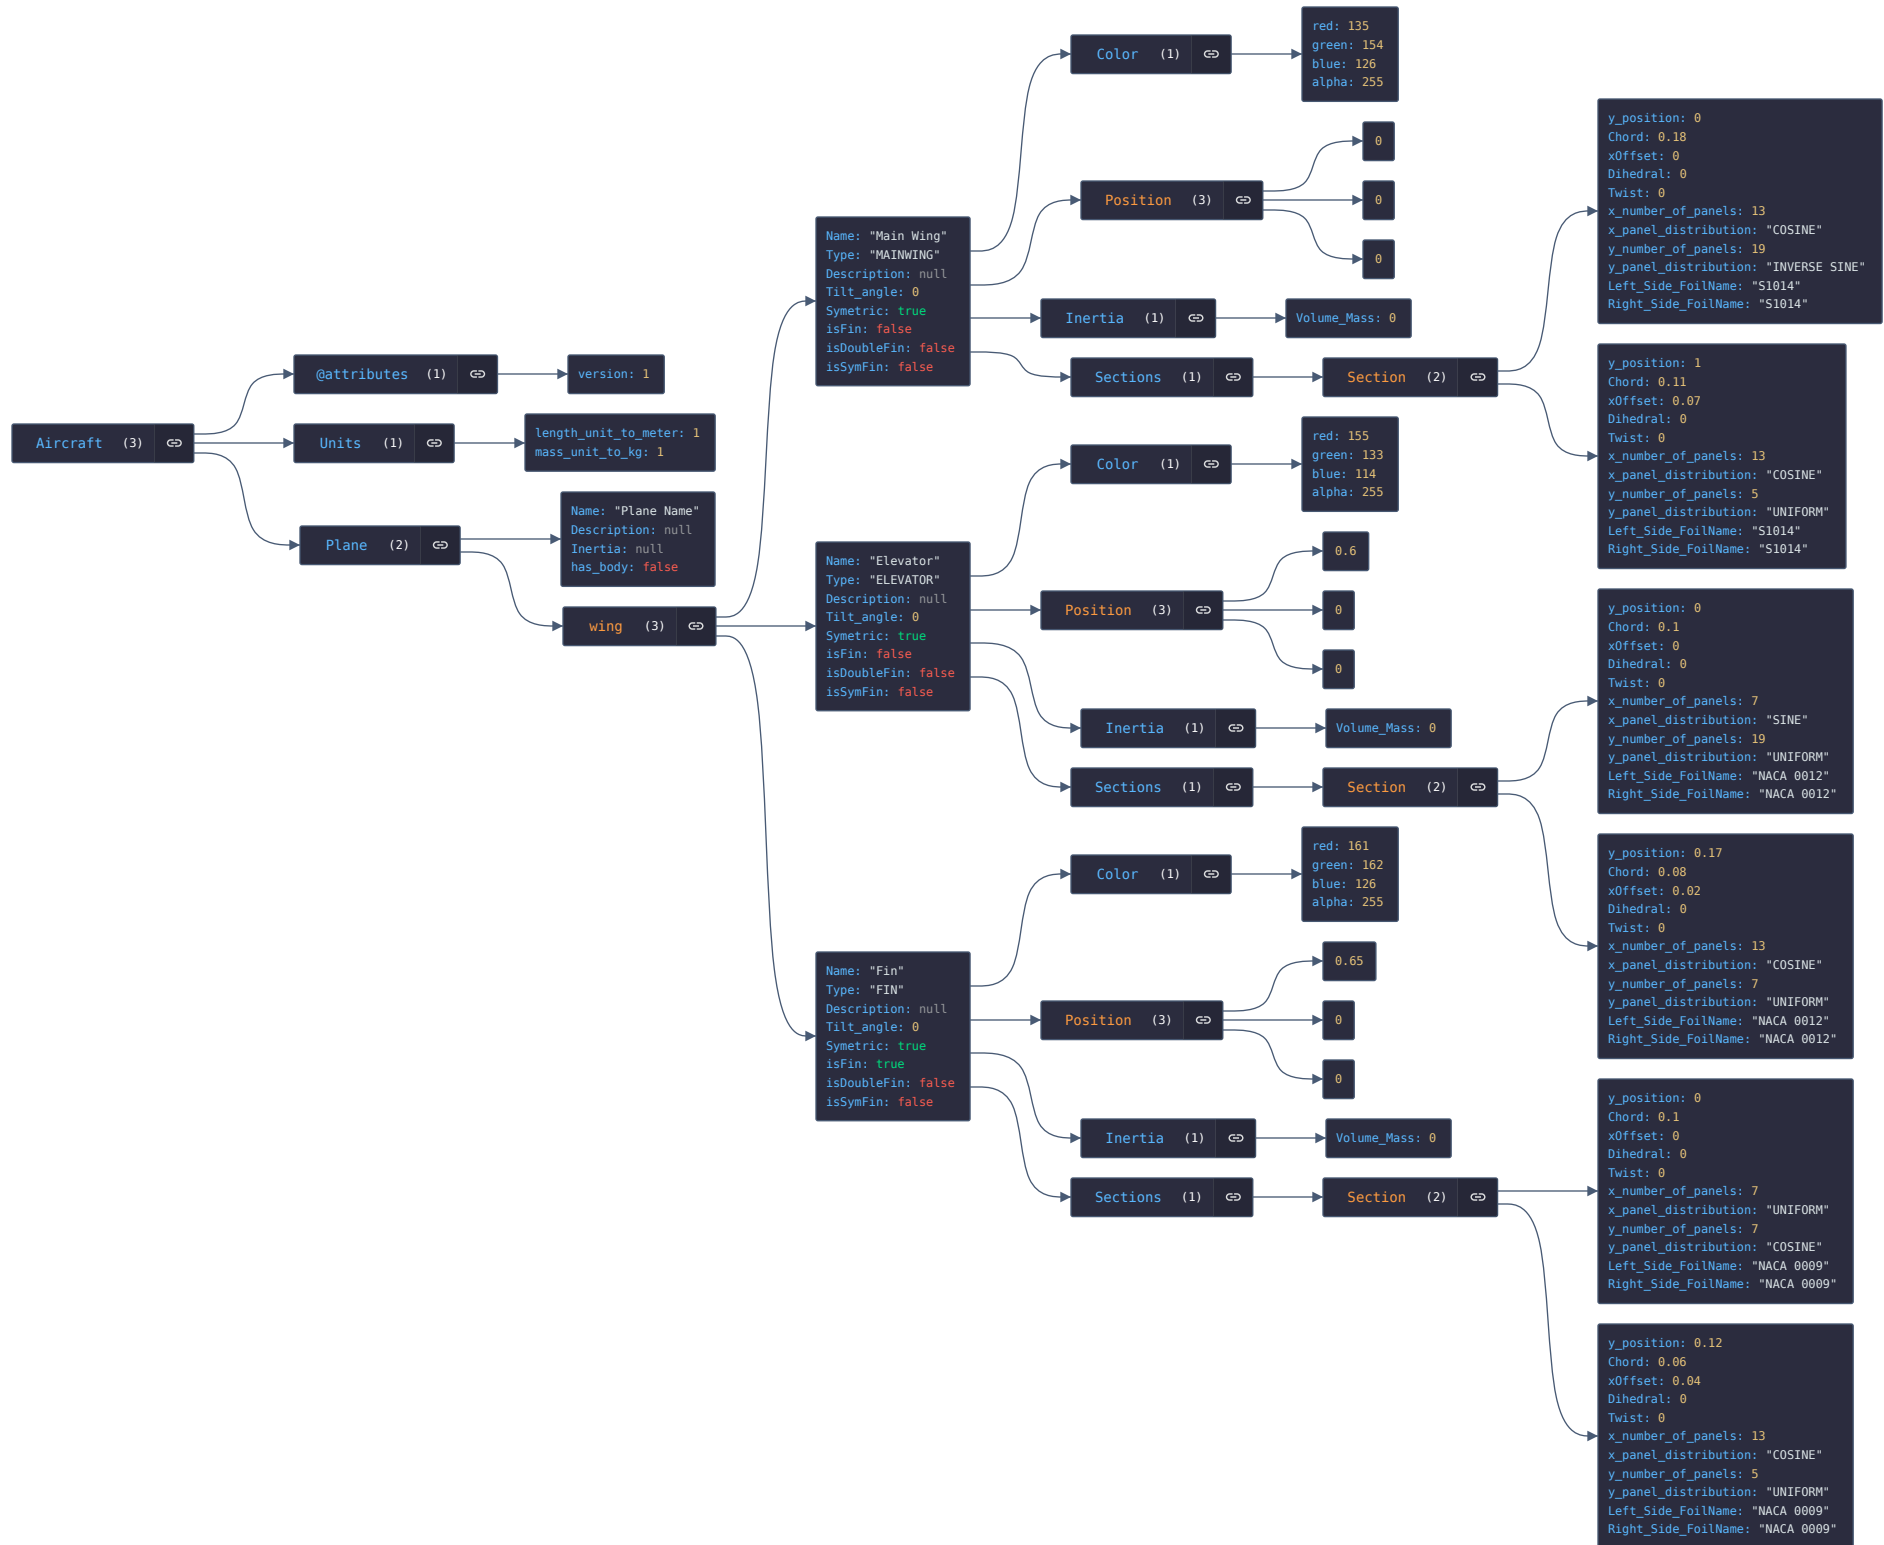 Aircraft (3)
@attributes (1)
version: 1
Units (1)
length_unit_to_meter: 1
mass_unit_to_kg: 1
Plane (2)
Name: "Plane Name"
Description: null
Inertia: null
has_body: false
wing (3)
Name: "Main Wing"
Type: "MAINWING"
Description: null
Tilt_angle: 0
Symetric: true
isFin: false
isDoubleFin: false
isSymFin: false
Color (1)
red: 135
green: 154
blue: 126
alpha: 255
Position (3)
0
0
0
Inertia (1)
Volume_Mass: 0
Sections (1)
Section (2)
y_position: 0
Chord: 0.18
xOffset: 0
Dihedral: 0
Twist: 0
x_number_of_panels: 13
x_panel_distribution: "COSINE"
y_number_of_panels: 19
y_panel_distribution: "INVERSE SINE"
Left_Side_FoilName: "S1014"
Right_Side_FoilName: "S1014"
y_position: 1
Chord: 0.11
xOffset: 0.07
Dihedral: 0
Twist: 0
x_number_of_panels: 13
x_panel_distribution: "COSINE"
y_number_of_panels: 5
y_panel_distribution: "UNIFORM"
Left_Side_FoilName: "S1014"
Right_Side_FoilName: "S1014"
Name: "Elevator"
Type: "ELEVATOR"
Description: null
Tilt_angle: 0
Symetric: true
isFin: false
isDoubleFin: false
isSymFin: false
Color (1)
red: 155
green: 133
blue: 114
alpha: 255
Position (3)
0.6
0
0
Inertia (1)
Volume_Mass: 0
Sections (1)
Section (2)
y_position: 0
Chord: 0.1
xOffset: 0
Dihedral: 0
Twist: 0
x_number_of_panels: 7
x_panel_distribution: "SINE"
y_number_of_panels: 19
y_panel_distribution: "UNIFORM"
Left_Side_FoilName: "NACA 0012"
Right_Side_FoilName: "NACA 0012"
y_position: 0.17
Chord: 0.08
xOffset: 0.02
Dihedral: 0
Twist: 0
x_number_of_panels: 13
x_panel_distribution: "COSINE"
y_number_of_panels: 7
y_panel_distribution: "UNIFORM"
Left_Side_FoilName: "NACA 0012"
Right_Side_FoilName: "NACA 0012"
Name: "Fin"
Type: "FIN"
Description: null
Tilt_angle: 0
Symetric: true
isFin: true
isDoubleFin: false
isSymFin: false
Color (1)
red: 161
green: 162
blue: 126
alpha: 255
Position (3)
0.65
0
0
Inertia (1)
Volume_Mass: 0
Sections (1)
Section (2)
y_position: 0
Chord: 0.1
xOffset: 0
Dihedral: 0
Twist: 0
x_number_of_panels: 7
x_panel_distribution: "UNIFORM"
y_number_of_panels: 7
y_panel_distribution: "COSINE"
Left_Side_FoilName: "NACA 0009"
Right_Side_FoilName: "NACA 0009"
y_position: 0.12
Chord: 0.06
xOffset: 0.04
Dihedral: 0
Twist: 0
x_number_of_panels: 13
x_panel_distribution: "COSINE"
y_number_of_panels: 5
y_panel_distribution: "UNIFORM"
Left_Side_FoilName: "NACA 0009"
Right_Side_FoilName: "NACA 0009"